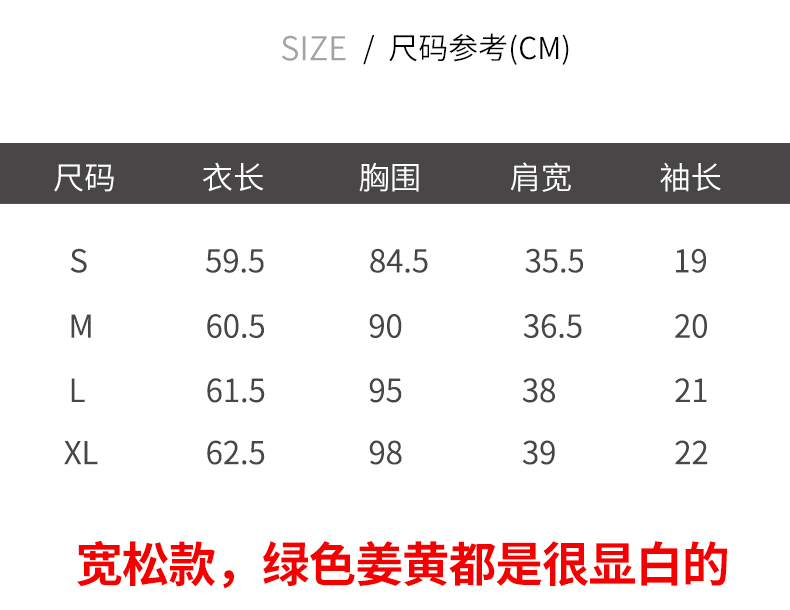 SIZE / 尺码参考(CM)
尺码 衣长 胸围 肩宽 袖长
S 59.5 84.5 35.5 19
M 60.5 90 36.5 20
L 61.5 95 38 21
XL 62.5 98 39 22
宽松款，绿色姜黄都是很显白的